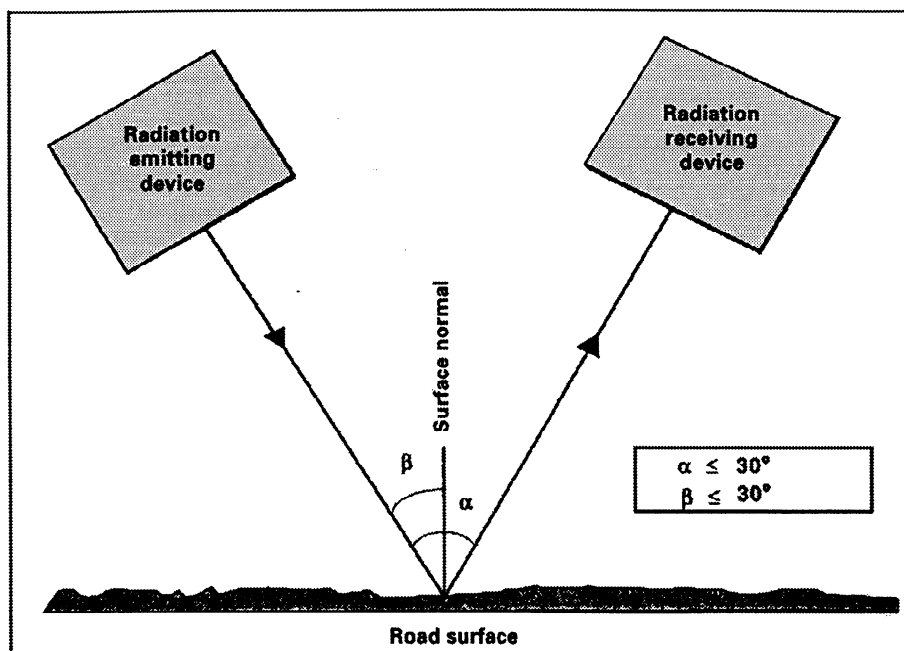 Radiation
emitting
device
Radiation
receiving
device
Surface normal
β
α
α ≤ 30°
β ≤ 30°
Road surface